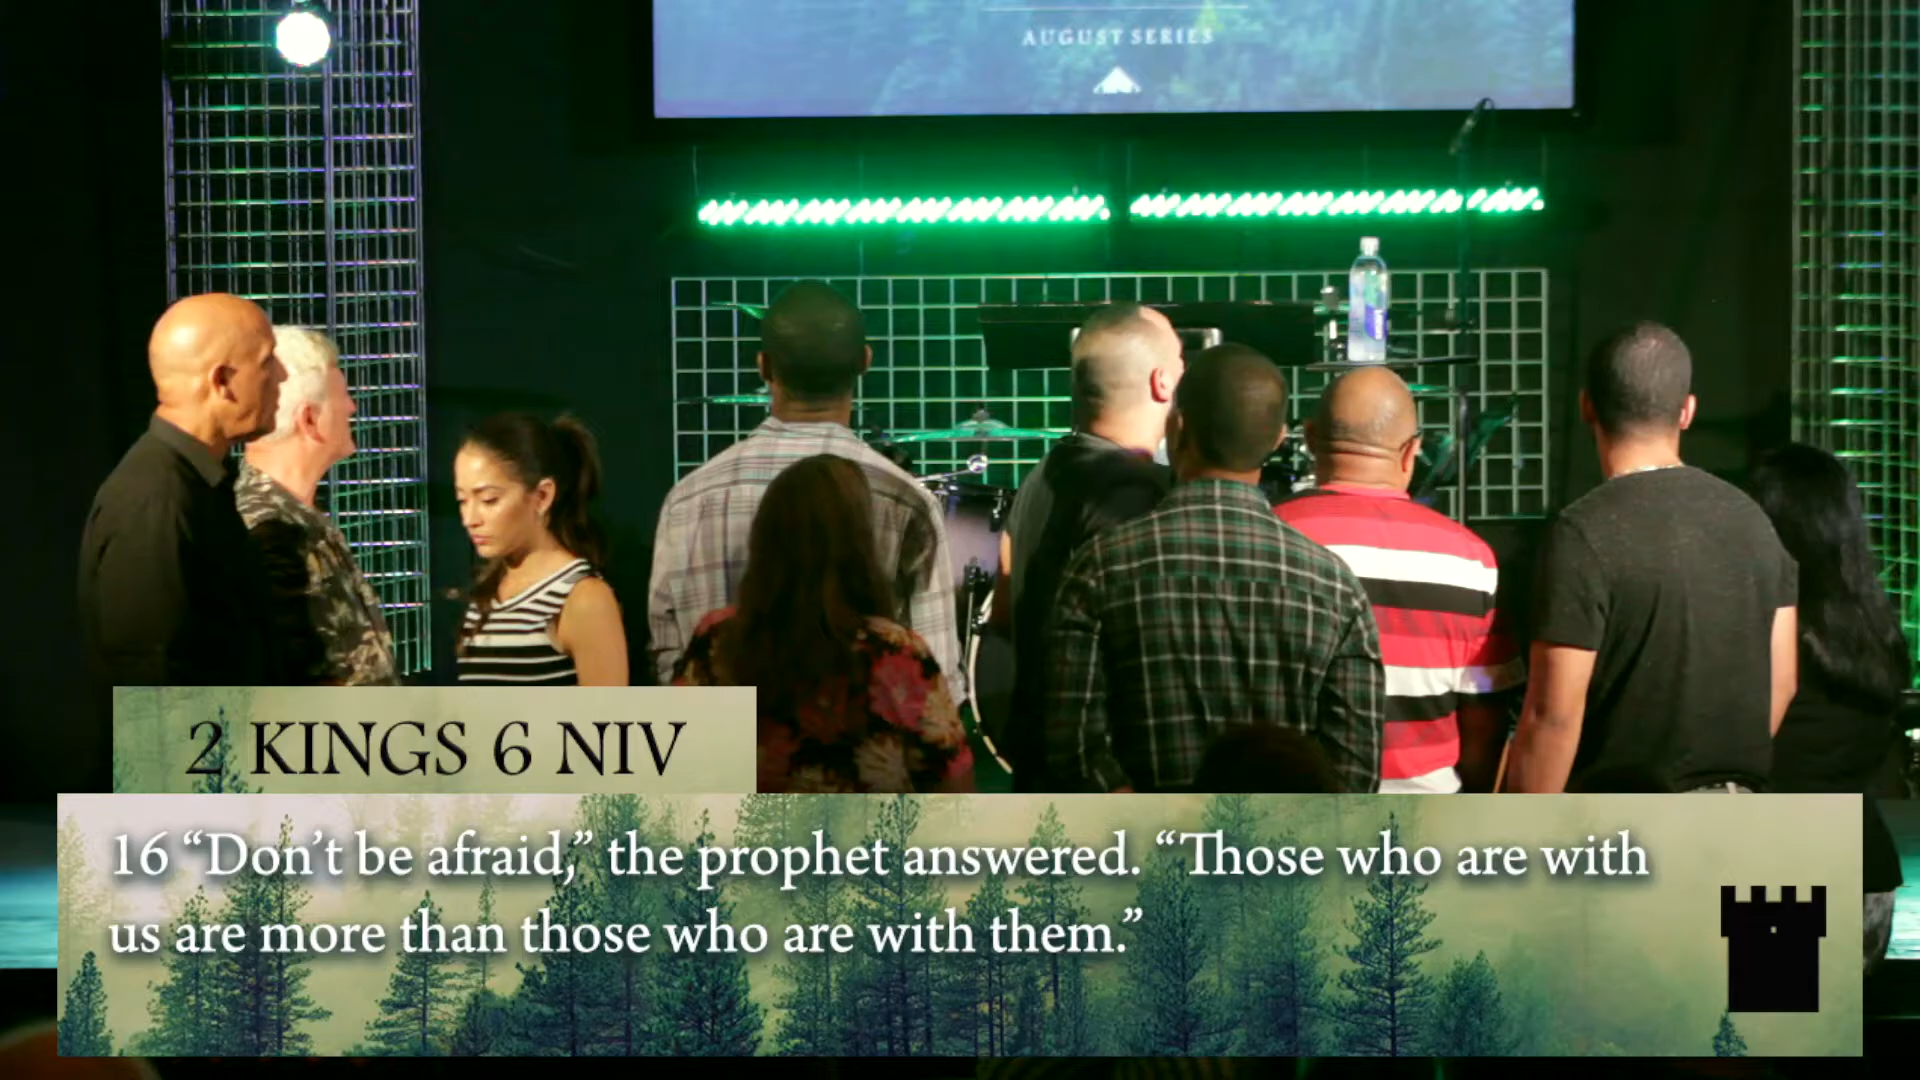 AUGUST SERIES
2 KINGS 6 NIV
16 “Don’t be afraid,” the prophet answered. “Those who are with
us are more than those who are with them.”